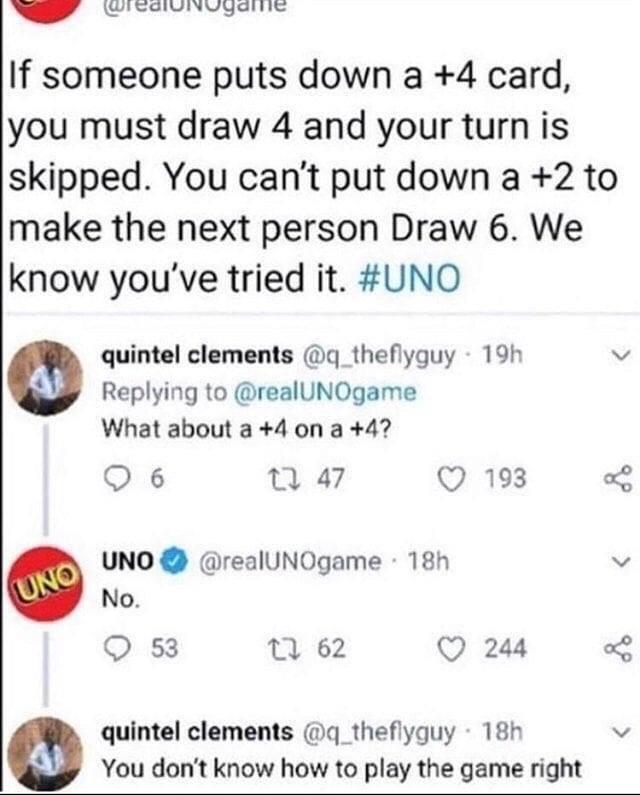 @realUNOgame
If someone puts down a +4 card,
you must draw 4 and your turn is
skipped. You can't put down a +2 to
make the next person Draw 6. We
know you've tried it. #UNO
quintel clements @q_theflyguy · 19h
Replying to @realUNOgame
What about a +4 on a +4?
6 47 193
UNO @realUNOgame · 18h
UNO
No.
53 62 244
quintel clements @q_theflyguy · 18h
You don't know how to play the game right